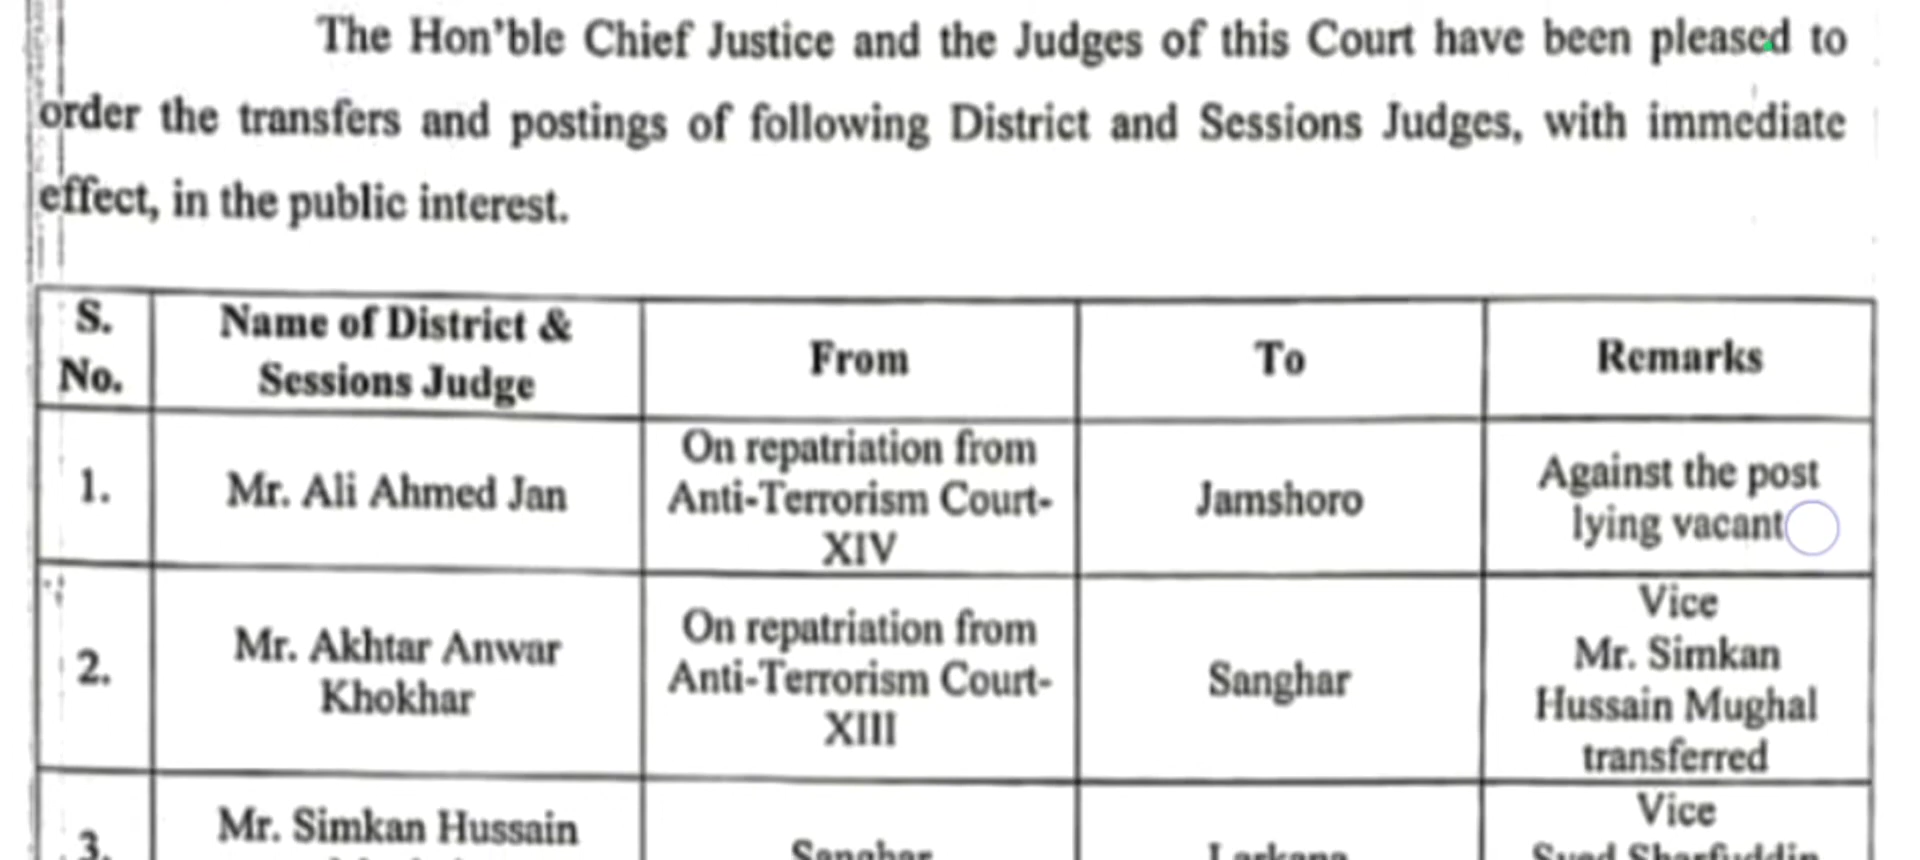 The Hon'ble Chief Justice and the Judges of this Court have been pleased to
order the transfers and postings of following District and Sessions Judges, with immediate
effect, in the public interest.
S. No. Name of District & Sessions Judge From To Remarks
1. Mr. Ali Ahmed Jan On repatriation from Anti-Terrorism Court-XIV Jamshoro Against the post lying vacant
2. Mr. Akhtar Anwar Khokhar On repatriation from Anti-Terrorism Court-XIII Sanghar Vice Mr. Simkan Hussain Mughal transferred
3. Mr. Simkan Hussain Sanghar Larkana Vice Syed Sharfuddin